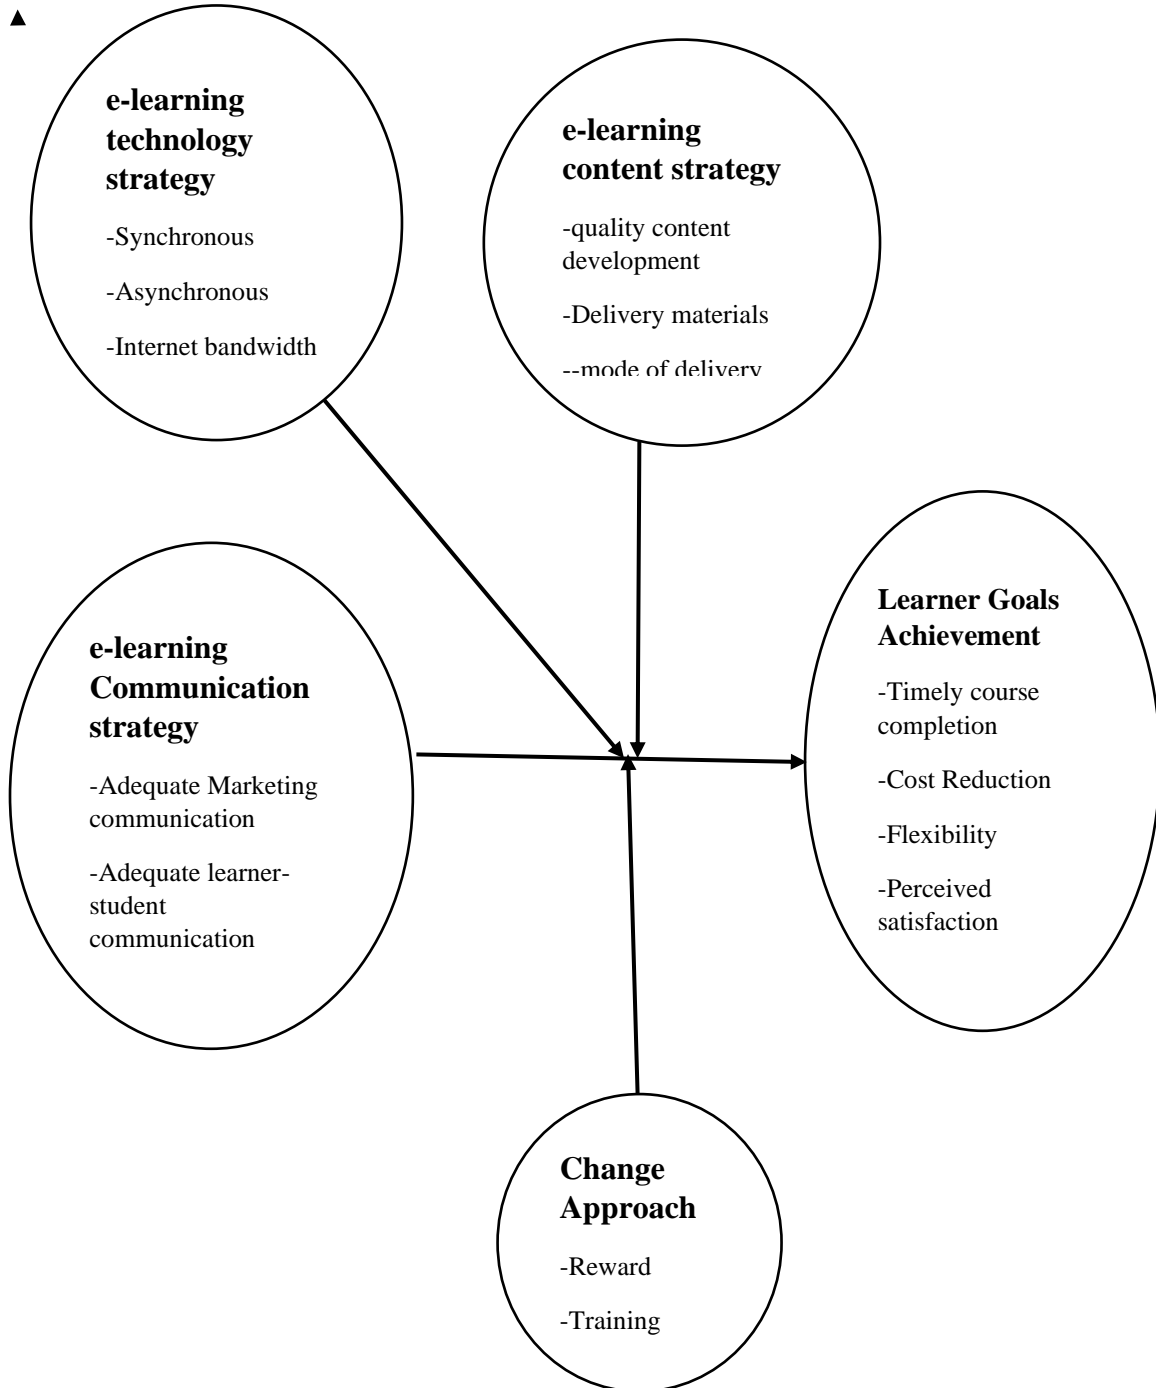 e-learning
technology
strategy
-Synchronous
-Asynchronous
-Internet bandwidth
e-learning
content strategy
-quality content
development
-Delivery materials
--mode of delivery
e-learning
Communication
strategy
-Adequate Marketing
communication
-Adequate learner-
student
communication
Learner Goals
Achievement
-Timely course
completion
-Cost Reduction
-Flexibility
-Perceived
satisfaction
Change
Approach
-Reward
-Training